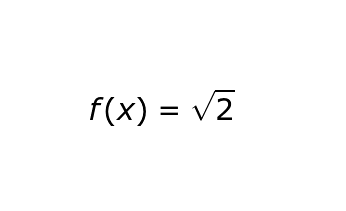 f(x) = √2